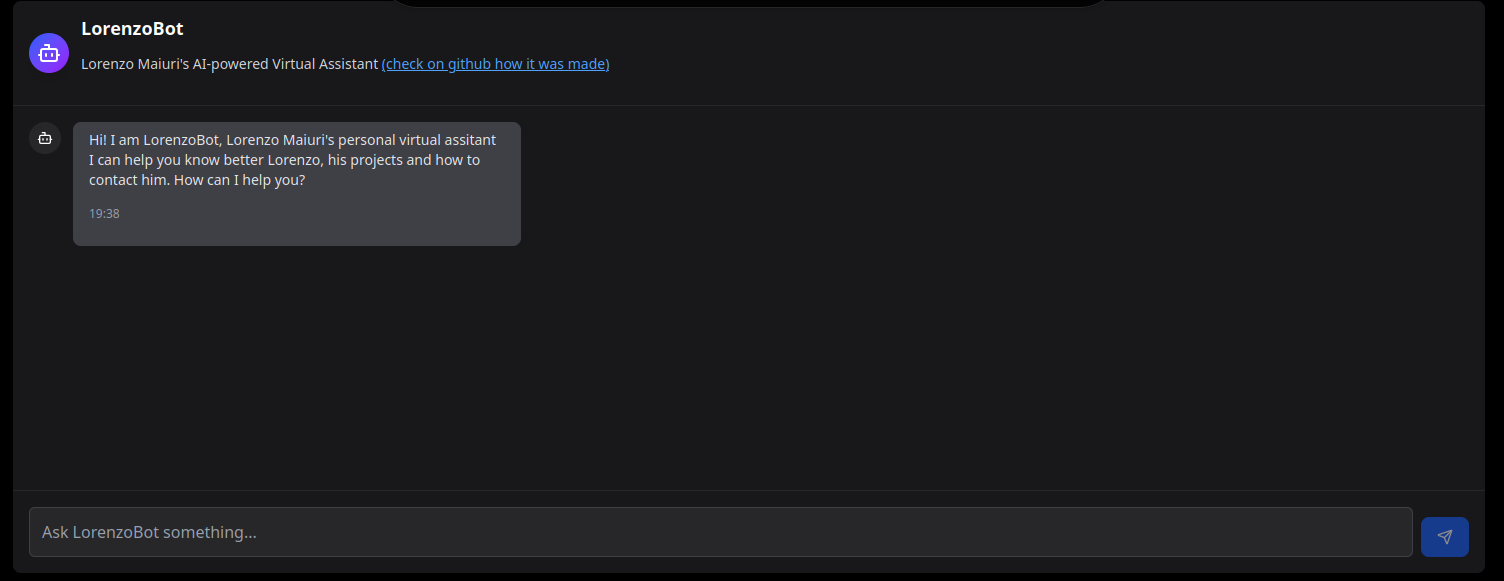 LorenzoBot
Lorenzo Maiuri's AI-powered Virtual Assistant (check on github how it was made)
Hi! I am LorenzoBot, Lorenzo Maiuri's personal virtual assitant
I can help you know better Lorenzo, his projects and how to
contact him. How can I help you?
19:38
Ask LorenzoBot something...